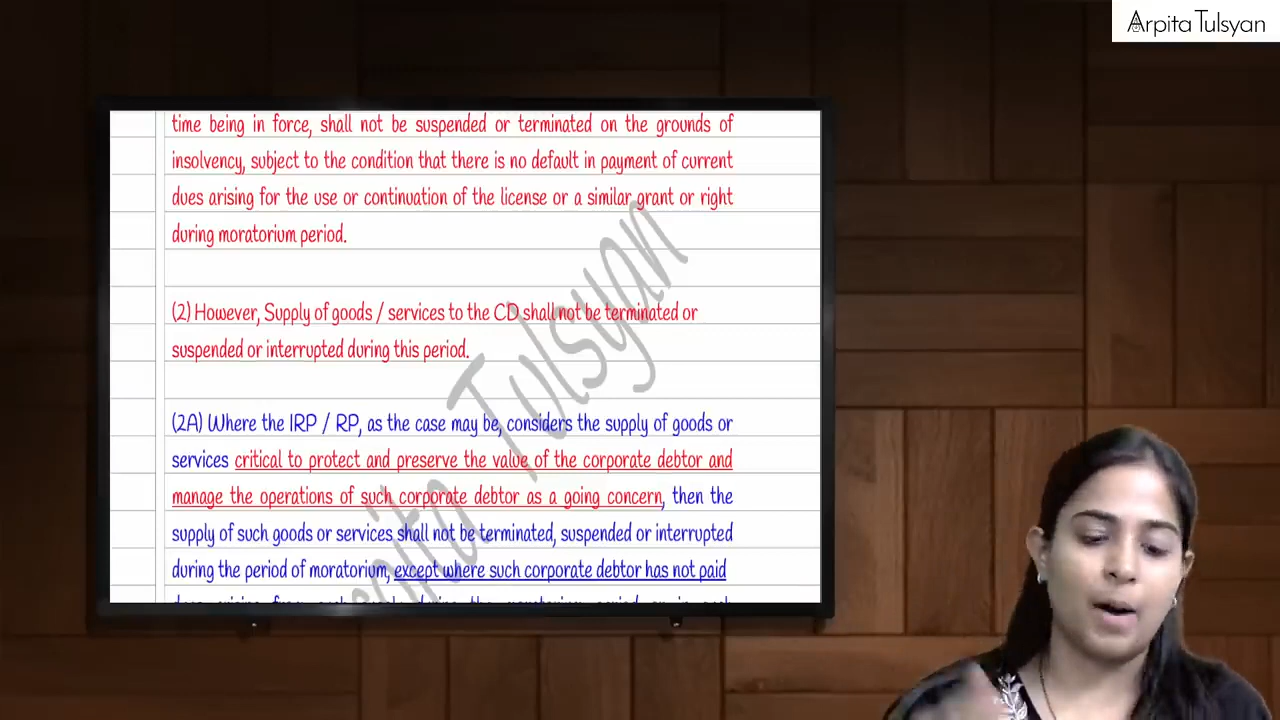 Arpita Tulsyan
time being in force, shall not be suspended or terminated on the grounds of
insolvency, subject to the condition that there is no default in payment of current
dues arising for the use or continuation of the license or a similar grant or right
during moratorium period.
(2) However, Supply of goods / services to the CD shall not be terminated or
suspended or interrupted during this period.
(2A) Where the IRP / RP, as the case may be, considers the supply of goods or
services critical to protect and preserve the value of the corporate debtor and
manage the operations of such corporate debtor as a going concern, then the
supply of such goods or services shall not be terminated, suspended or interrupted
during the period of moratorium, except where such corporate debtor has not paid
Tulsyan